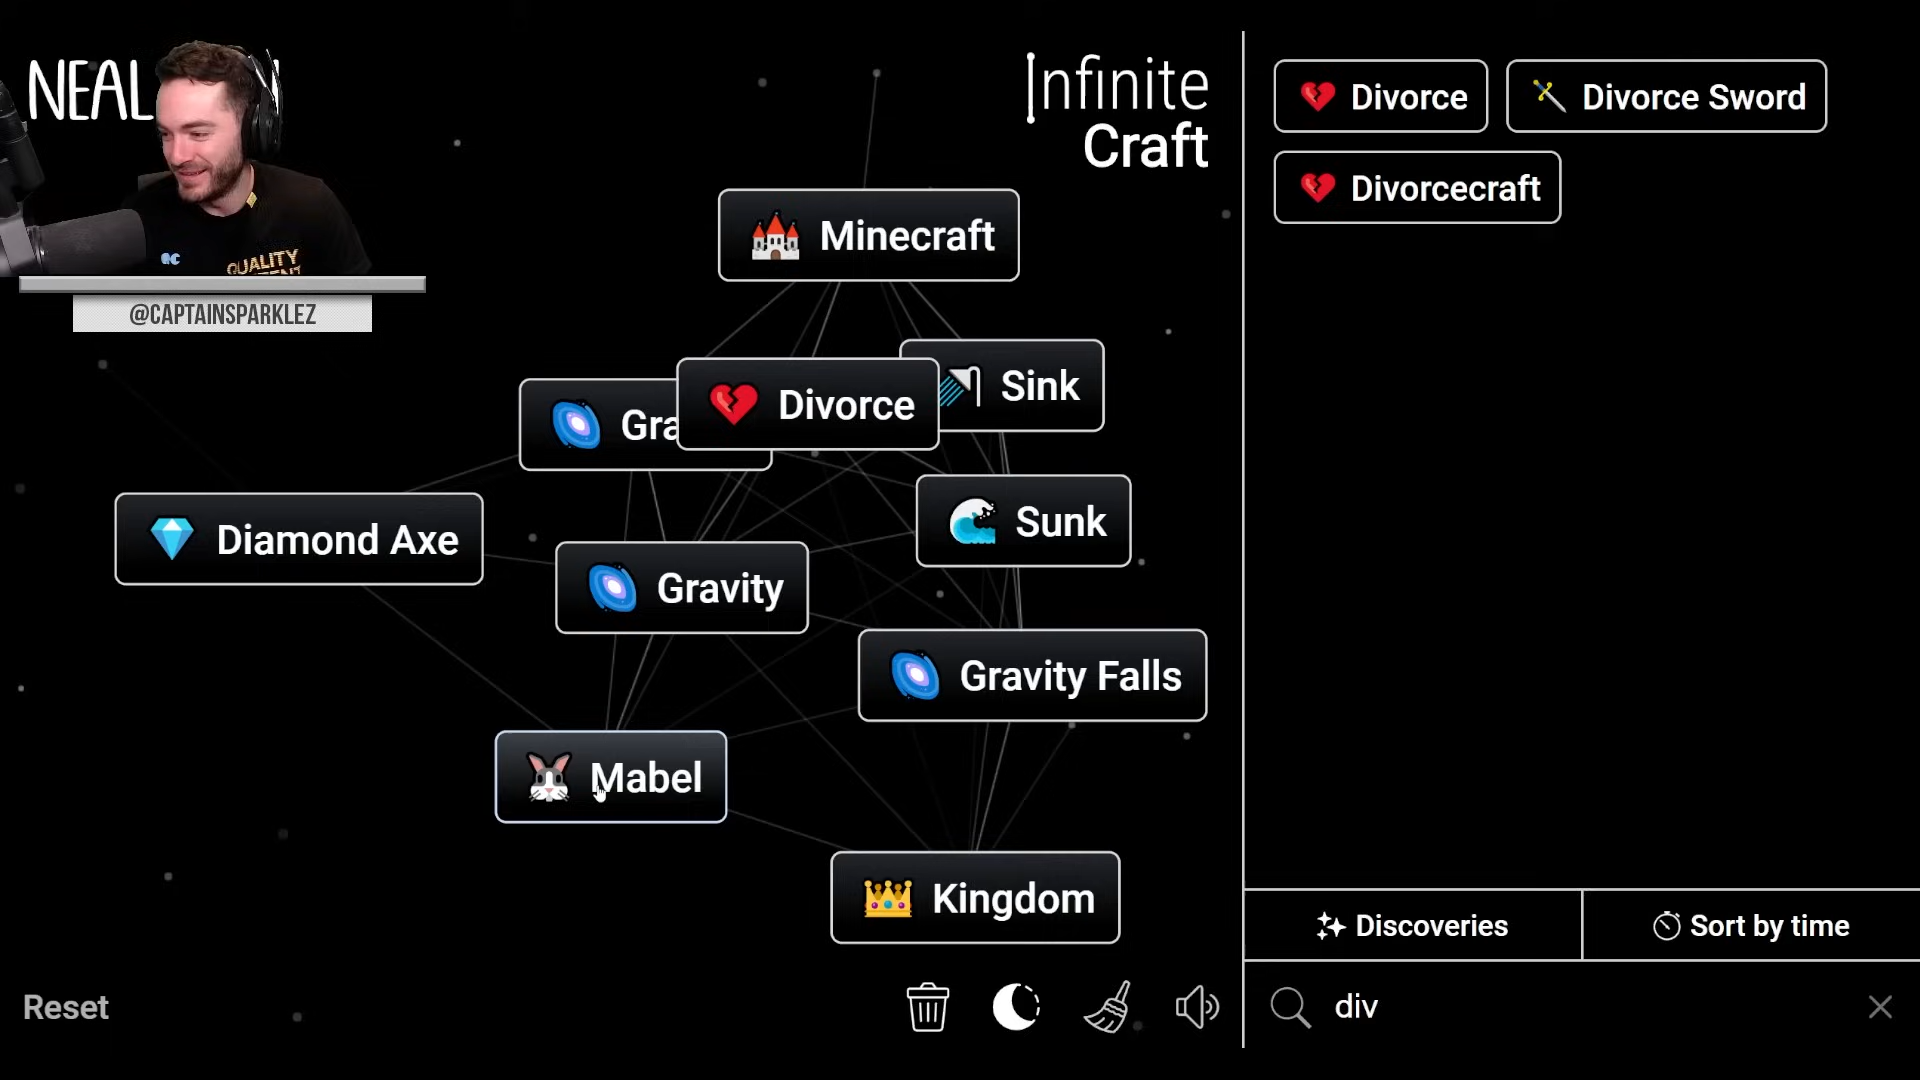 NEAL
@CAPTAINSPARKLEZ
QUALITY
Infinite
Craft
Minecraft
Sink
Divorce
Gra
Sunk
Diamond Axe
Gravity
Gravity Falls
Mabel
Kingdom
Reset
Divorce
Divorce Sword
Divorcecraft
Discoveries
Sort by time
div